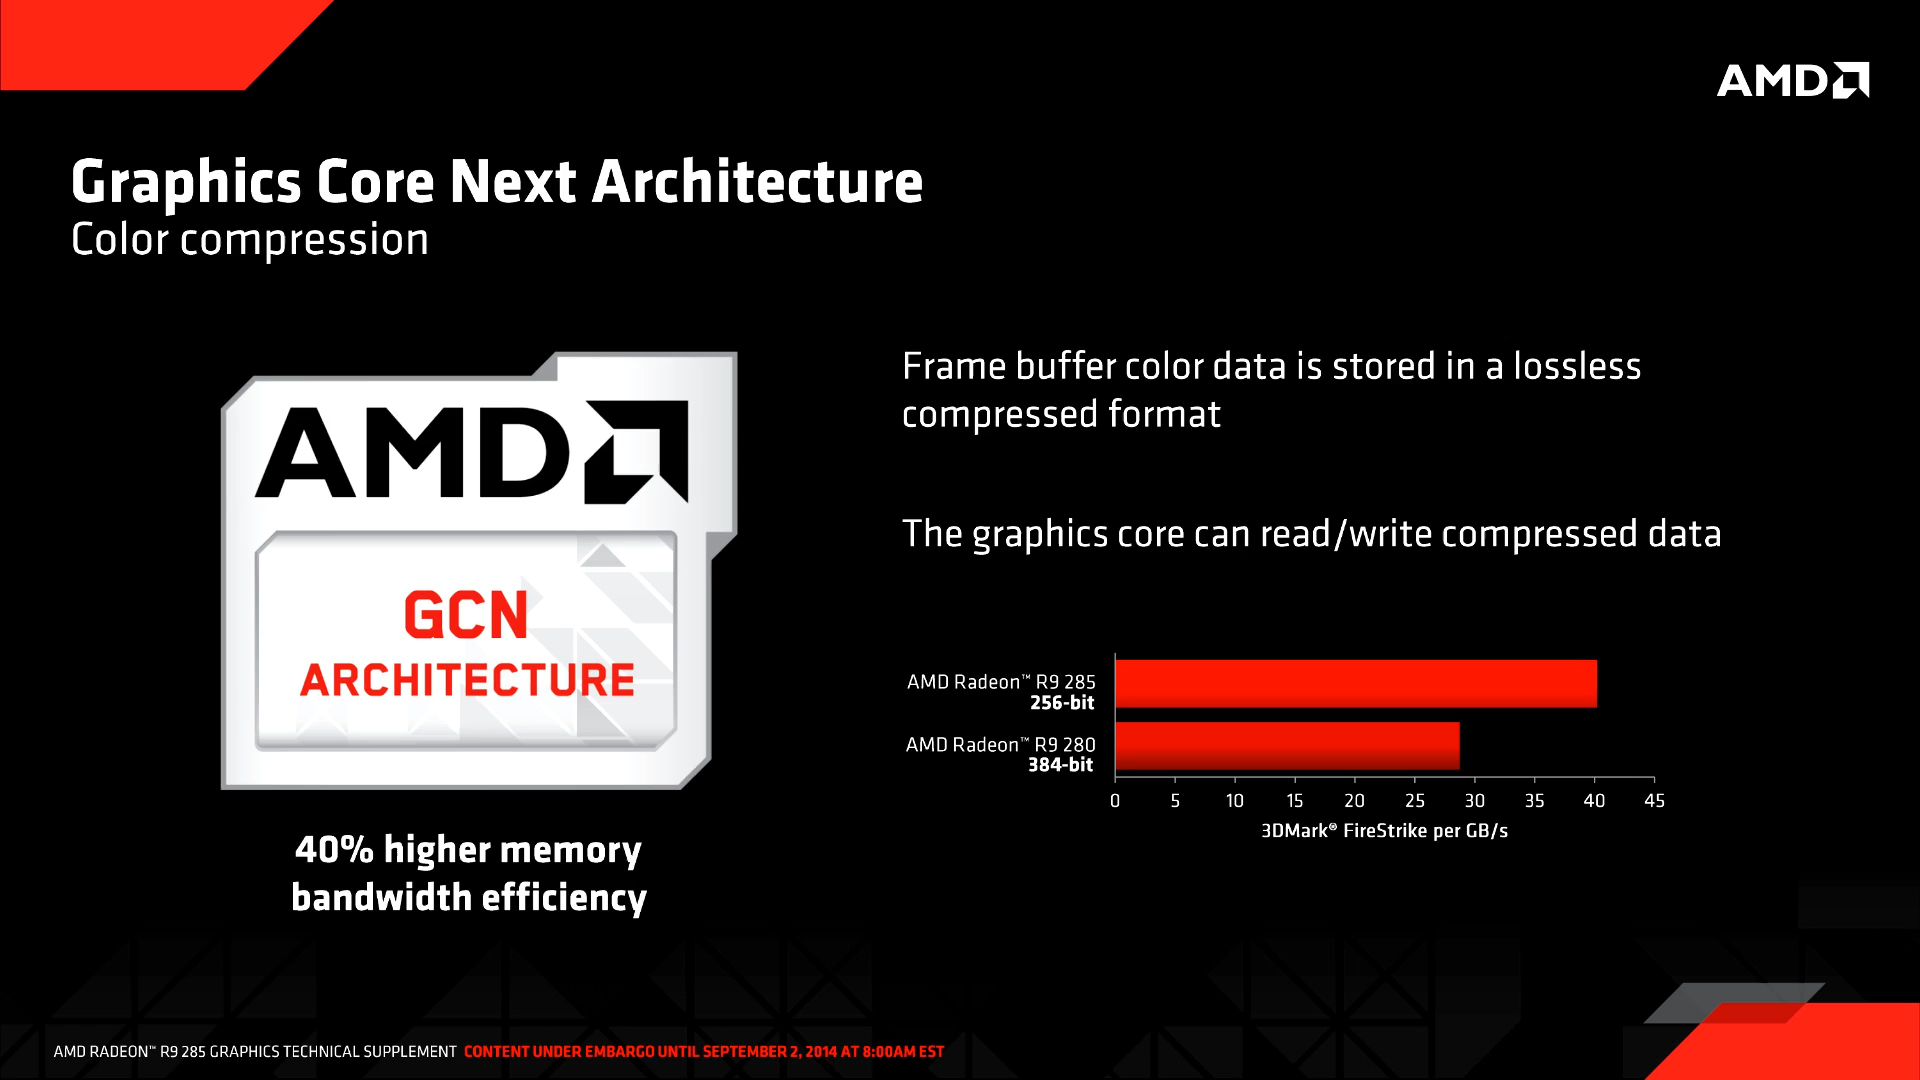 AMD
Graphics Core Next Architecture
Color compression
AMD
GCN
ARCHITECTURE
40% higher memory
bandwidth efficiency
Frame buffer color data is stored in a lossless
compressed format
The graphics core can read/write compressed data
AMD Radeon™ R9 285
256-bit
AMD Radeon™ R9 280
384-bit
0 5 10 15 20 25 30 35 40 45
3DMark® FireStrike per GB/s
AMD RADEON™ R9 285 GRAPHICS TECHNICAL SUPPLEMENT CONTENT UNDER EMBARGO UNTIL SEPTEMBER 2, 2014 AT 8:00AM EST